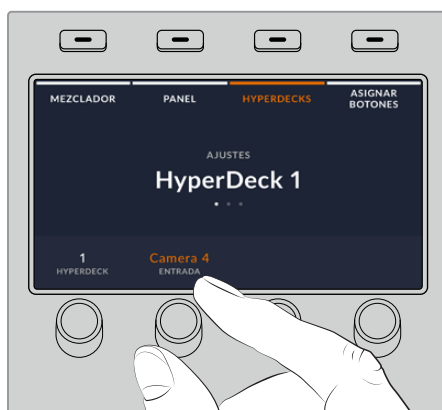 MEZCLADOR
PANEL
HYPERDECKS
ASIGNAR
BOTONES
AJUSTES
HyperDeck 1
1
HYPERDECK
Camera 4
ENTRADA